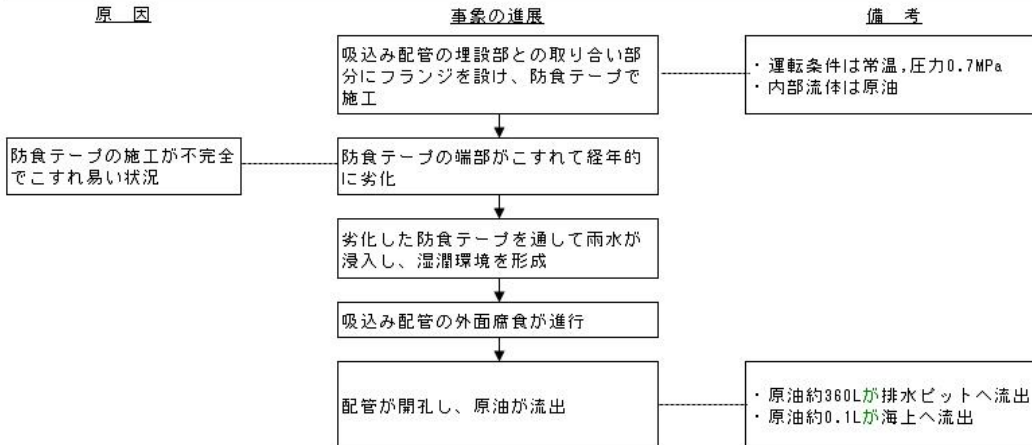 原　因
事象の進展
備　考
吸込み配管の埋設部との取り合い部
分にフランジを設け、防食テープで
施工
・運転条件は常温,圧力0.7MPa
・内部流体は原油
防食テープの施工が不完全
でこすれ易い状況
防食テープの端部がこすれて経年的
に劣化
劣化した防食テープを通して雨水が
浸入し、湿潤環境を形成
吸込み配管の外面腐食が進行
配管が開孔し、原油が流出
・原油約360Lが排水ピットへ流出
・原油約0.1Lが海上へ流出